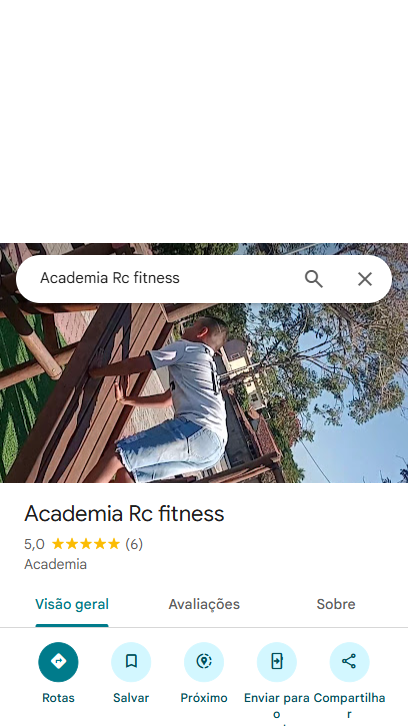 Academia Rc fitness
Academia Rc fitness
5,0 (6)
Academia
Visão geral Avaliações Sobre
Rotas Salvar Próximo Enviar para o Compartilhar